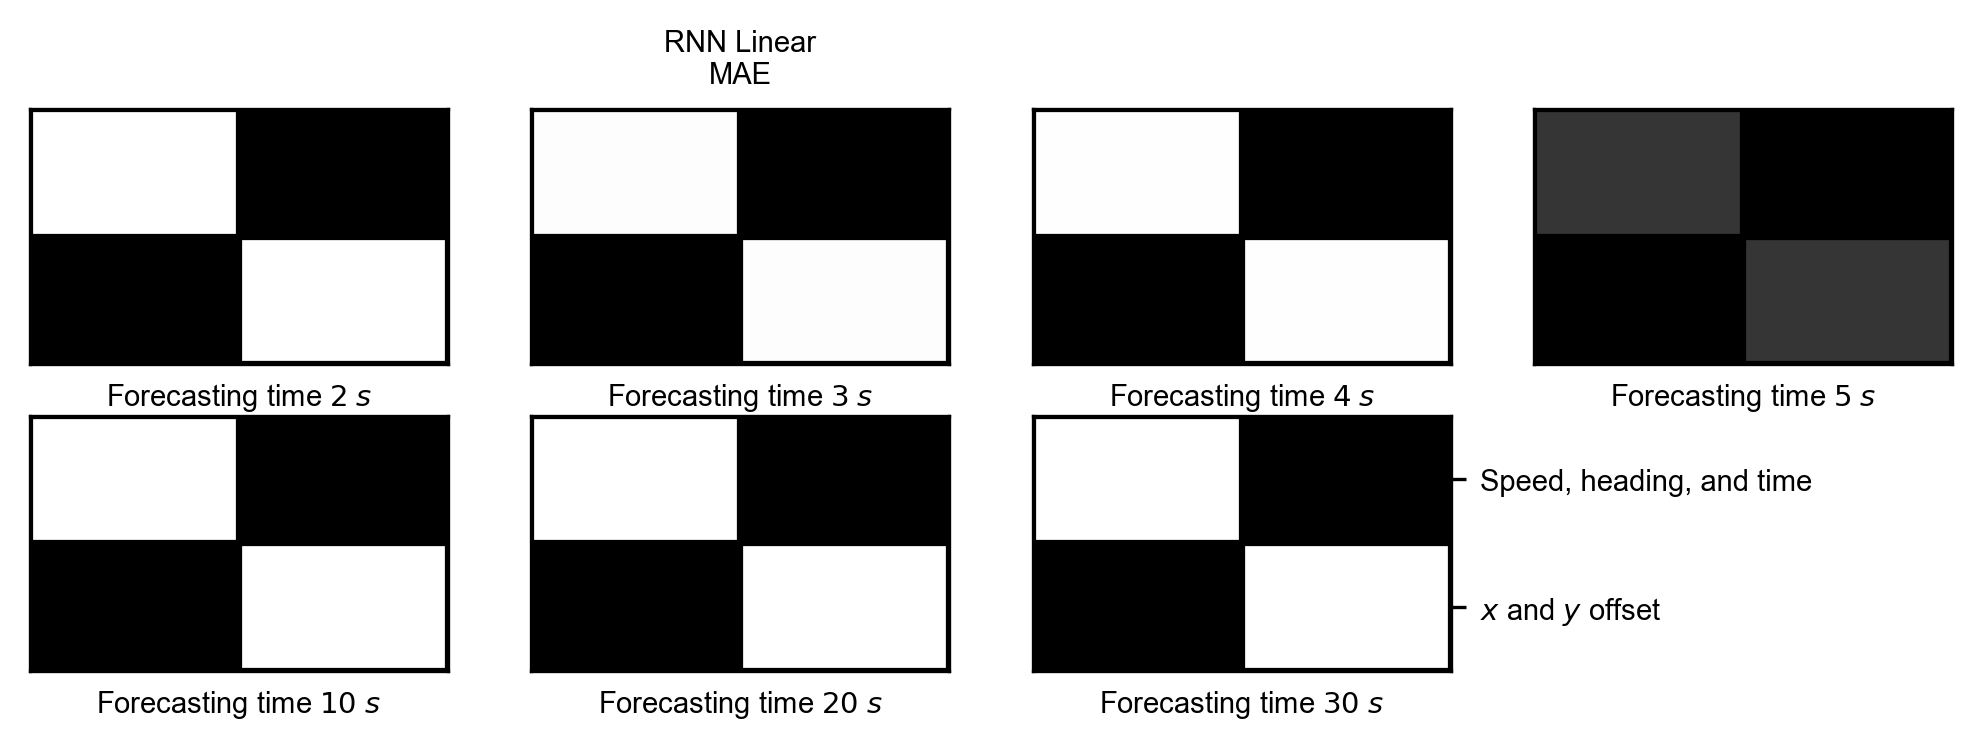 RNN Linear
MAE
Forecasting time 2 s
Forecasting time 3 s
Forecasting time 4 s
Forecasting time 5 s
Speed, heading, and time
x and y offset
Forecasting time 10 s
Forecasting time 20 s
Forecasting time 30 s